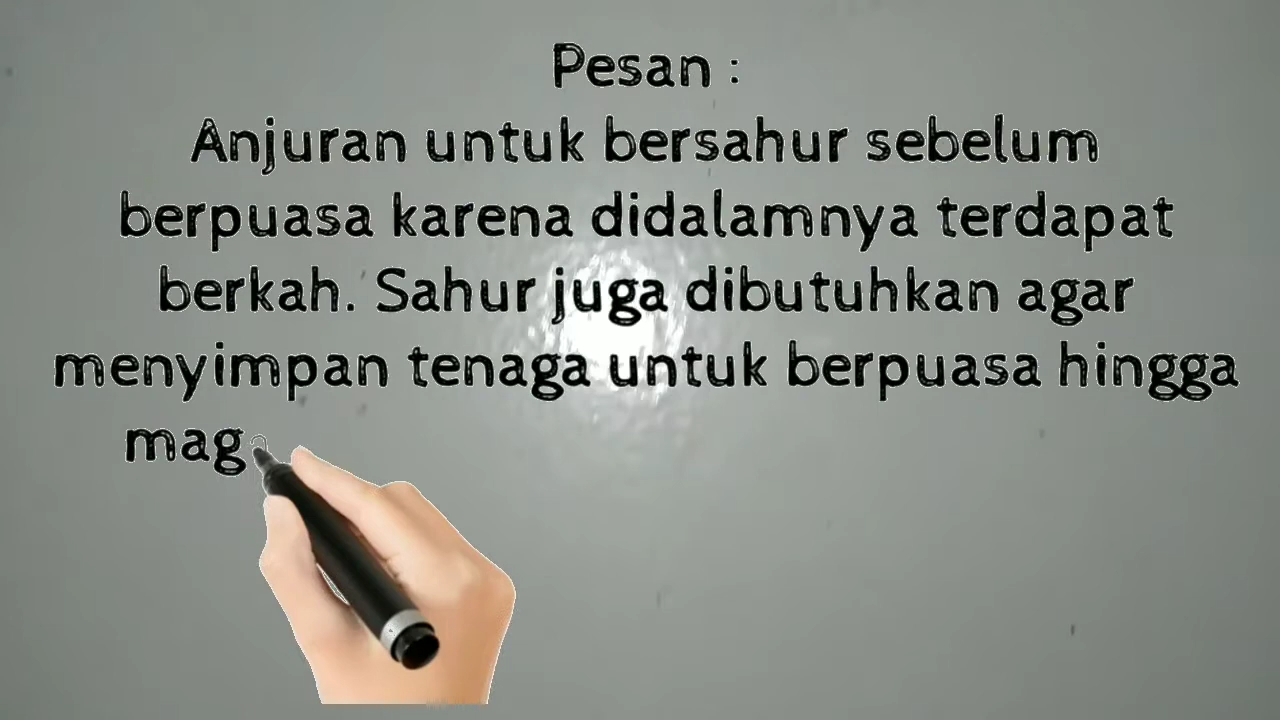 Pesan :
Anjuran untuk bersahur sebelum
berpuasa karena didalamnya terdapat
berkah. Sahur juga dibutuhkan agar
menyimpan tenaga untuk berpuasa hingga
mag